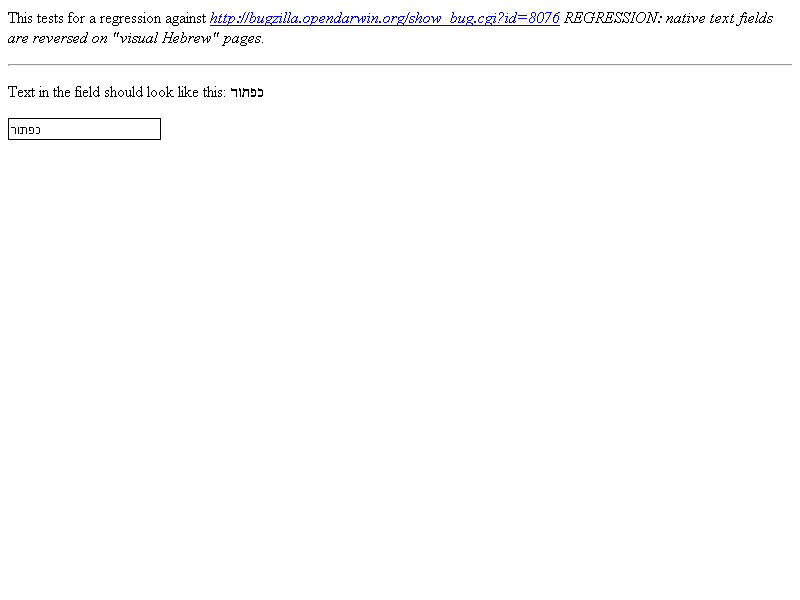 This tests for a regression against http://bugzilla.opendarwin.org/show_bug.cgi?id=8076 REGRESSION: native text fields
are reversed on "visual Hebrew" pages.
Text in the field should look like this: כפתור
כפתור